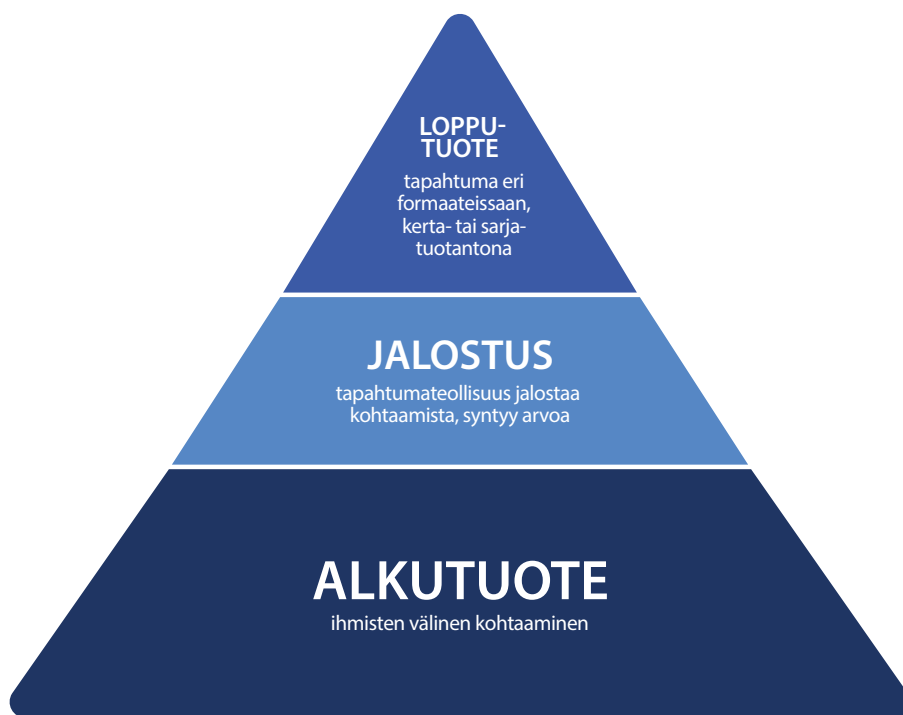 LOPPU-
TUOTE
tapahtuma eri
formaateissaan,
kerta- tai sarja-
tuotantona
JALOSTUS
tapahtumateollisuus jalostaa
kohtaamista, syntyy arvoa
ALKUTUOTE
ihmisten välinen kohtaaminen